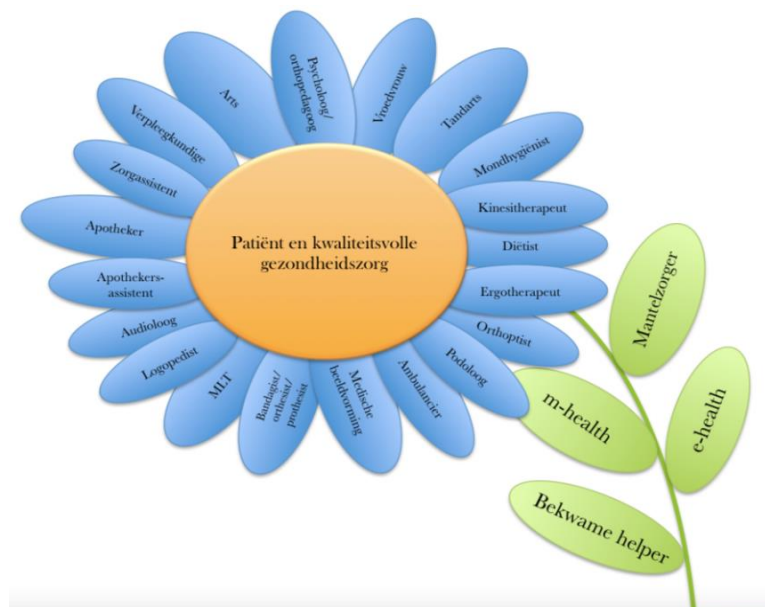 Patiënt en kwaliteitsvolle
gezondheidszorg
Psycholoog/
orthopedagoog
Vroedvrouw
Tandarts
Mondhygiënist
Kinesitherapeut
Diëtist
Ergotherapeut
Orthoptist
Podoloog
Ambulancier
Medische
beeldvorming
Bandagist/
orthesist/
prothesist
MLT
Logopedist
Audioloog
Apothekers-
assistent
Apotheker
Zorgassistent
Verpleegkundige
Arts
Mantelzorger
e-health
m-health
Bekwame helper